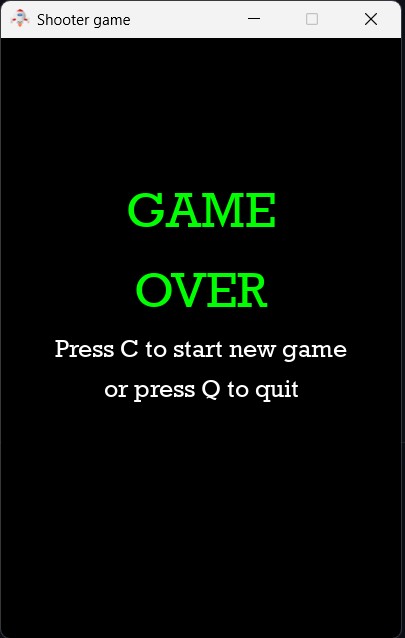 Shooter game
GAME
OVER
Press C to start new game
or press Q to quit